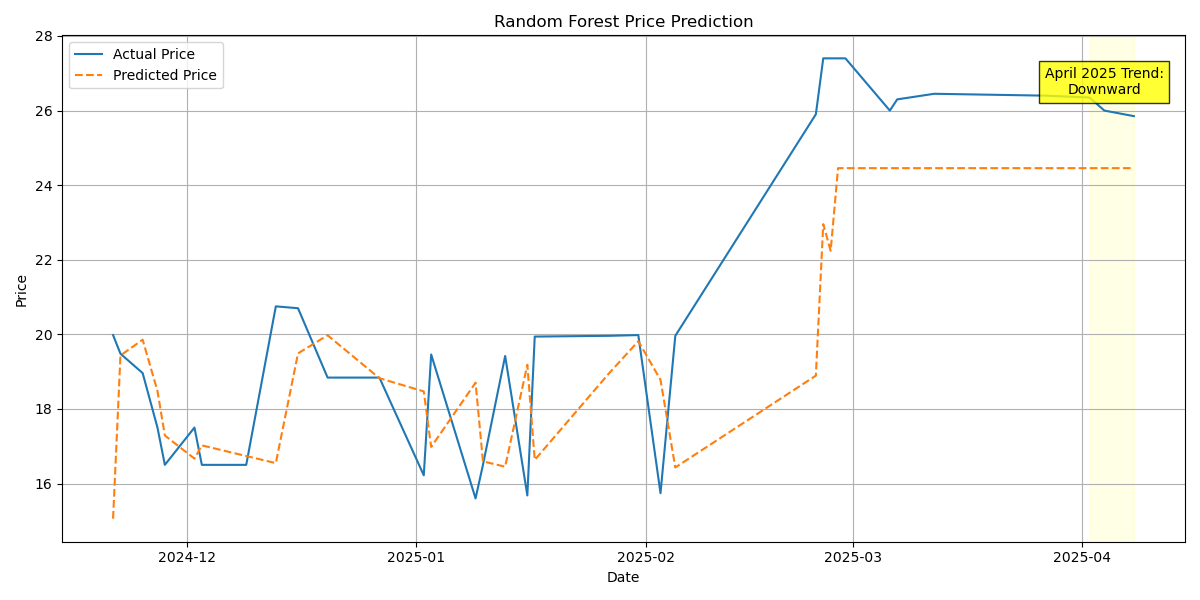 Random Forest Price Prediction
Actual Price
Predicted Price
April 2025 Trend:
Downward
28
26
24
22
20
18
16
Price
2024-12
2025-01
2025-02
2025-03
2025-04
Date